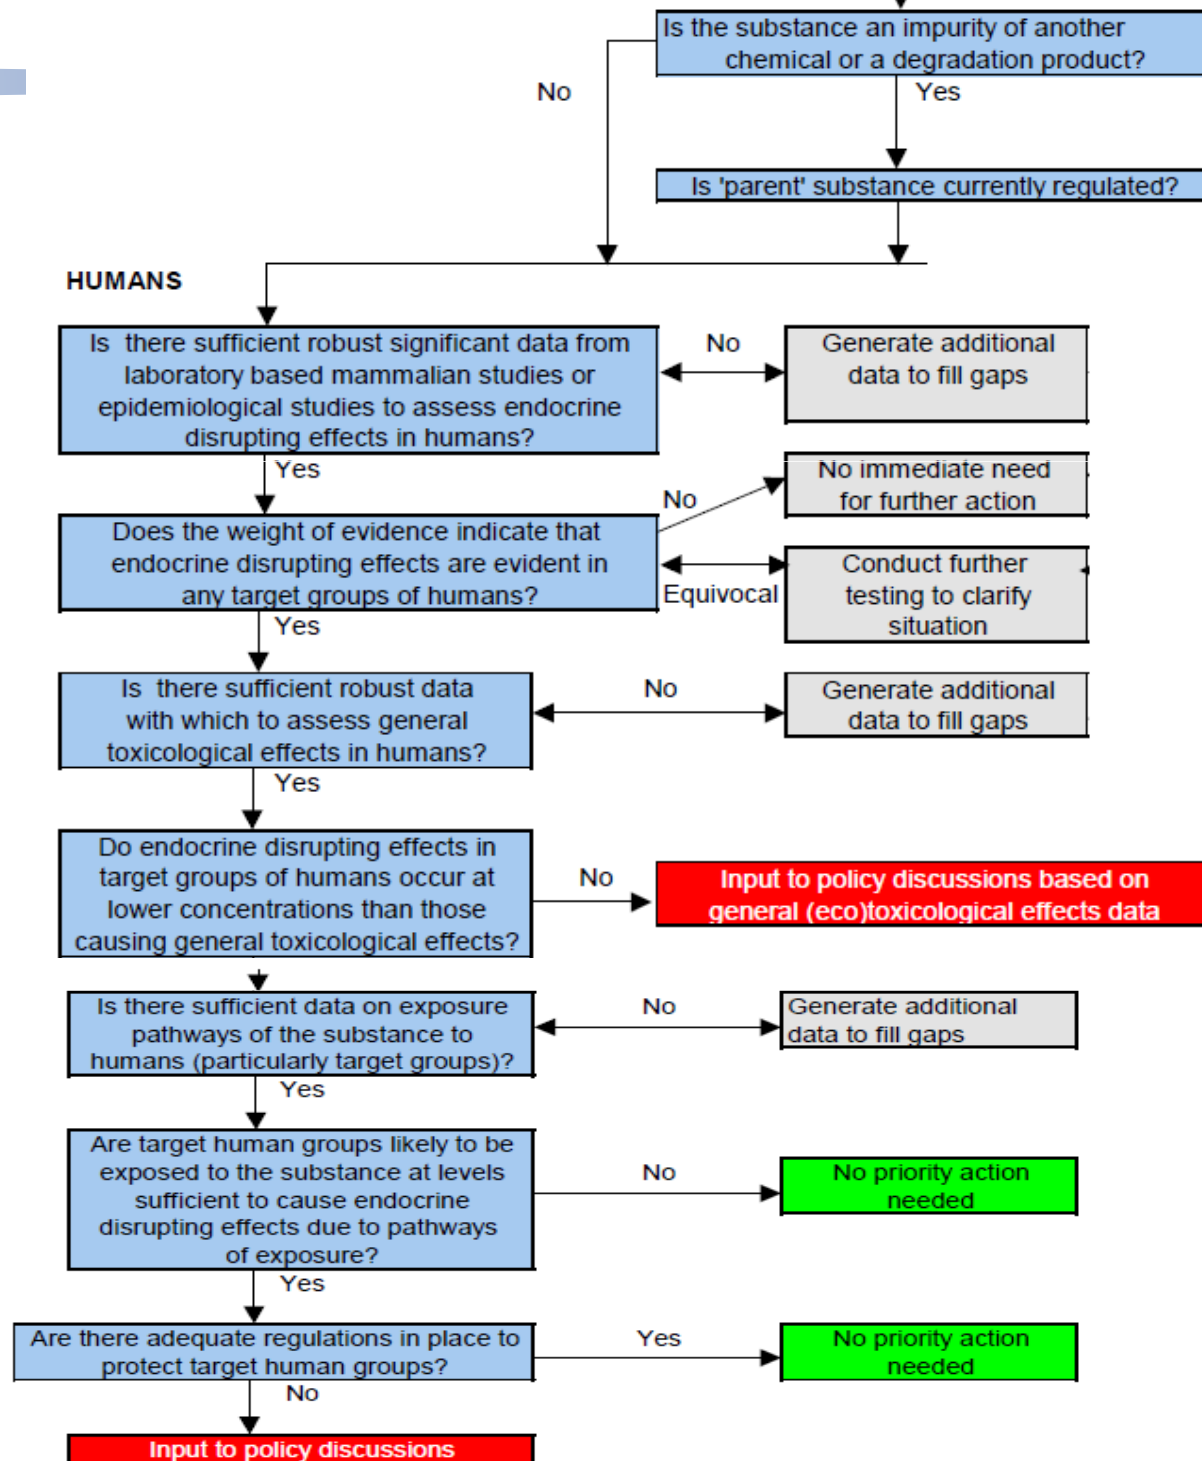 Is the substance an impurity of another
chemical or a degradation product?
No
Yes
Is 'parent' substance currently regulated?
HUMANS
Is there sufficient robust significant data from
laboratory based mammalian studies or
epidemiological studies to assess endocrine
disrupting effects in humans?
No
Generate additional
data to fill gaps
Yes
No immediate need
for further action
No
Does the weight of evidence indicate that
endocrine disrupting effects are evident in
any target groups of humans?
Equivocal
Conduct further
testing to clarify
situation
Yes
Is there sufficient robust data
with which to assess general
toxicological effects in humans?
No
Generate additional
data to fill gaps
Yes
Do endocrine disrupting effects in
target groups of humans occur at
lower concentrations than those
causing general toxicological effects?
No
Input to policy discussions based on
general (eco)toxicological effects data
Is there sufficient data on exposure
pathways of the substance to
humans (particularly target groups)?
No
Generate additional
data to fill gaps
Yes
Are target human groups likely to be
exposed to the substance at levels
sufficient to cause endocrine
disrupting effects due to pathways
of exposure?
No
No priority action
needed
Yes
Are there adequate regulations in place to
protect target human groups?
Yes
No priority action
needed
No
Input to policy discussions